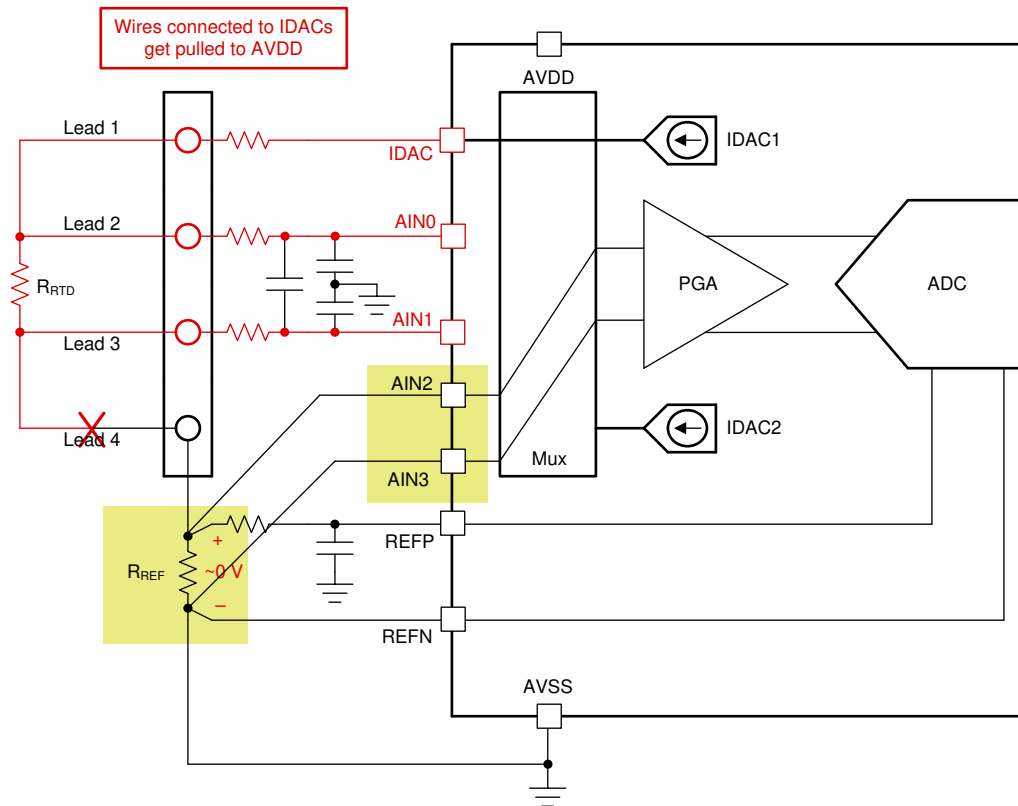 Wires connected to IDACs
get pulled to AVDD
AVDD
Lead 1
IDAC
IDAC1
Lead 2
AIN0
RRTD
PGA
ADC
Lead 3
AIN1
AIN2
Lead 4
IDAC2
Mux
AIN3
REFP
+
RREF
~0 V
–
REFN
AVSS